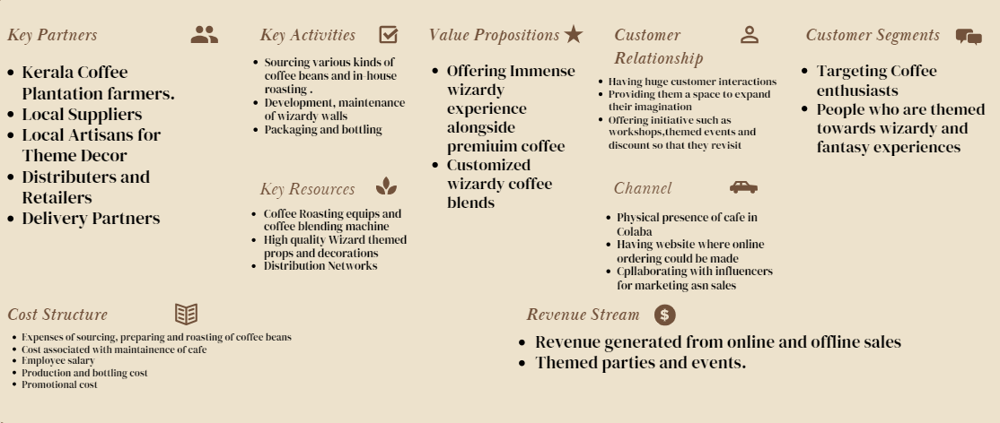 Key Partners
Kerala Coffee
Plantation farmers.
Local Suppliers
Local Artisans for
Theme Decor
Distributers and
Retailers
Delivery Partners
Key Activities
Sourcing various kinds of
coffee beans and in-house
roasting .
Development, maintenance
of wizardy walls
Packaging and bottling
Key Resources
Coffee Roasting equips and
coffee blending machine
High quality Wizard themed
props and decorations
Distribution Networks
Value Propositions
Offering Immense
wizardy
experience
alongside
premiuim coffee
Customized
wizardy coffee
blends
Customer
Relationship
Having huge customer interactions
Providing them a space to expand
their imagination
Offering initiative such as
workshops,themed events and
discount so that they revisit
Channel
Physical presence of cafe in
Colaba
Having website where online
ordering could be made
Cpllaborating with influencers
for marketing asn sales
Customer Segments
Targeting Coffee
enthusiasts
People who are themed
towards wizardy and
fantasy experiences
Cost Structure
Expenses of sourcing, preparing and roasting of coffee beans
Cost associated with maintainence of cafe
Employee salary
Production and bottling cost
Promotional cost
Revenue Stream
Revenue generated from online and offline sales
Themed parties and events.